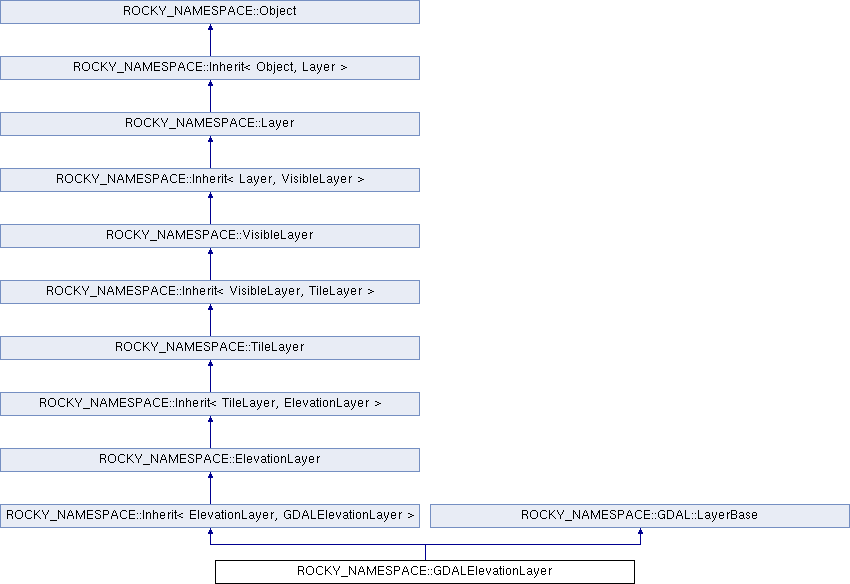 ROCKY_NAMESPACE::Object
ROCKY_NAMESPACE::Inherit< Object, Layer >
ROCKY_NAMESPACE::Layer
ROCKY_NAMESPACE::Inherit< Layer, VisibleLayer >
ROCKY_NAMESPACE::VisibleLayer
ROCKY_NAMESPACE::Inherit< VisibleLayer, TileLayer >
ROCKY_NAMESPACE::TileLayer
ROCKY_NAMESPACE::Inherit< TileLayer, ElevationLayer >
ROCKY_NAMESPACE::ElevationLayer
ROCKY_NAMESPACE::Inherit< ElevationLayer, GDALElevationLayer >
ROCKY_NAMESPACE::GDAL::LayerBase
ROCKY_NAMESPACE::GDALElevationLayer